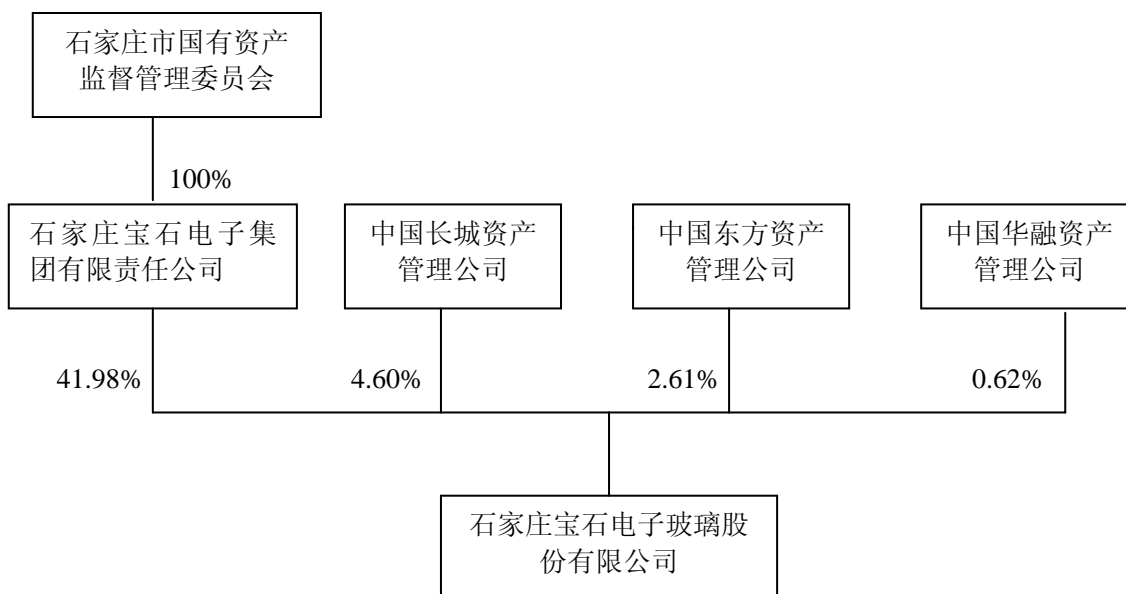 石家庄市国有资产
监督管理委员会
100%
石家庄宝石电子集
团有限责任公司
中国长城资产
管理公司
中国东方资产
管理公司
中国华融资产
管理公司
41.98%
4.60%
2.61%
0.62%
石家庄宝石电子玻璃股
份有限公司